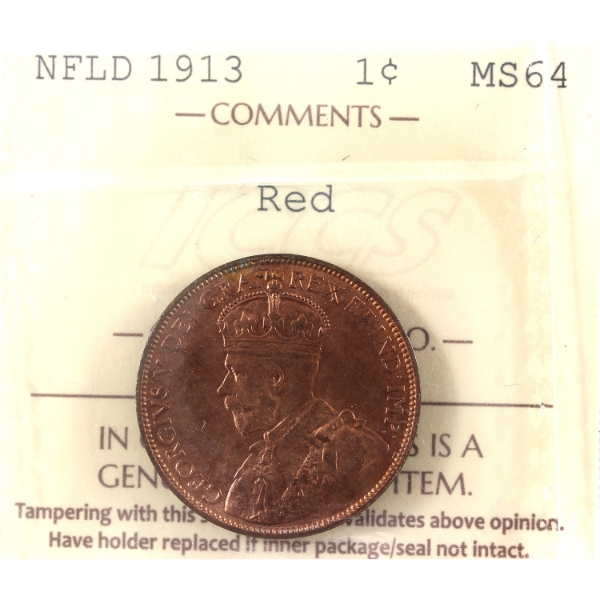 NFLD 1913 1¢ MS64
— COMMENTS —
Red
ICCS
GEORGIVS V DEI GRA: REX ET IND: IMP:
— O. —
IN S IS A
GEN ITEM.
Tampering with this validates above opinion.
Have holder replaced if inner package/seal not intact.